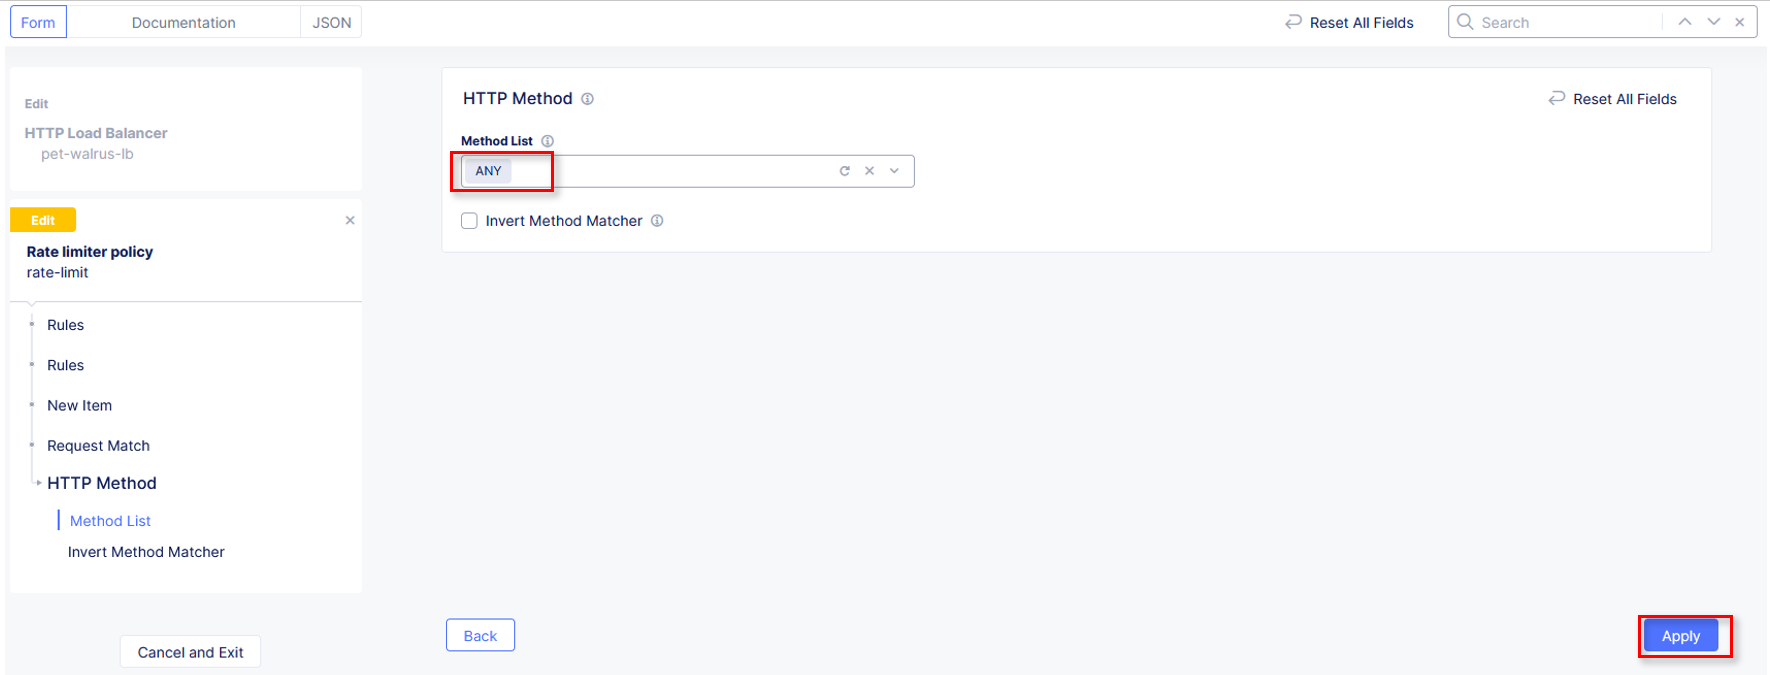 Form
Documentation
JSON
Reset All Fields
Search
Edit
HTTP Load Balancer
pet-walrus-lb
Edit
Rate limiter policy
rate-limit
Rules
Rules
New Item
Request Match
HTTP Method
Method List
Invert Method Matcher
Cancel and Exit
HTTP Method
Reset All Fields
Method List
ANY
Invert Method Matcher
Back
Apply